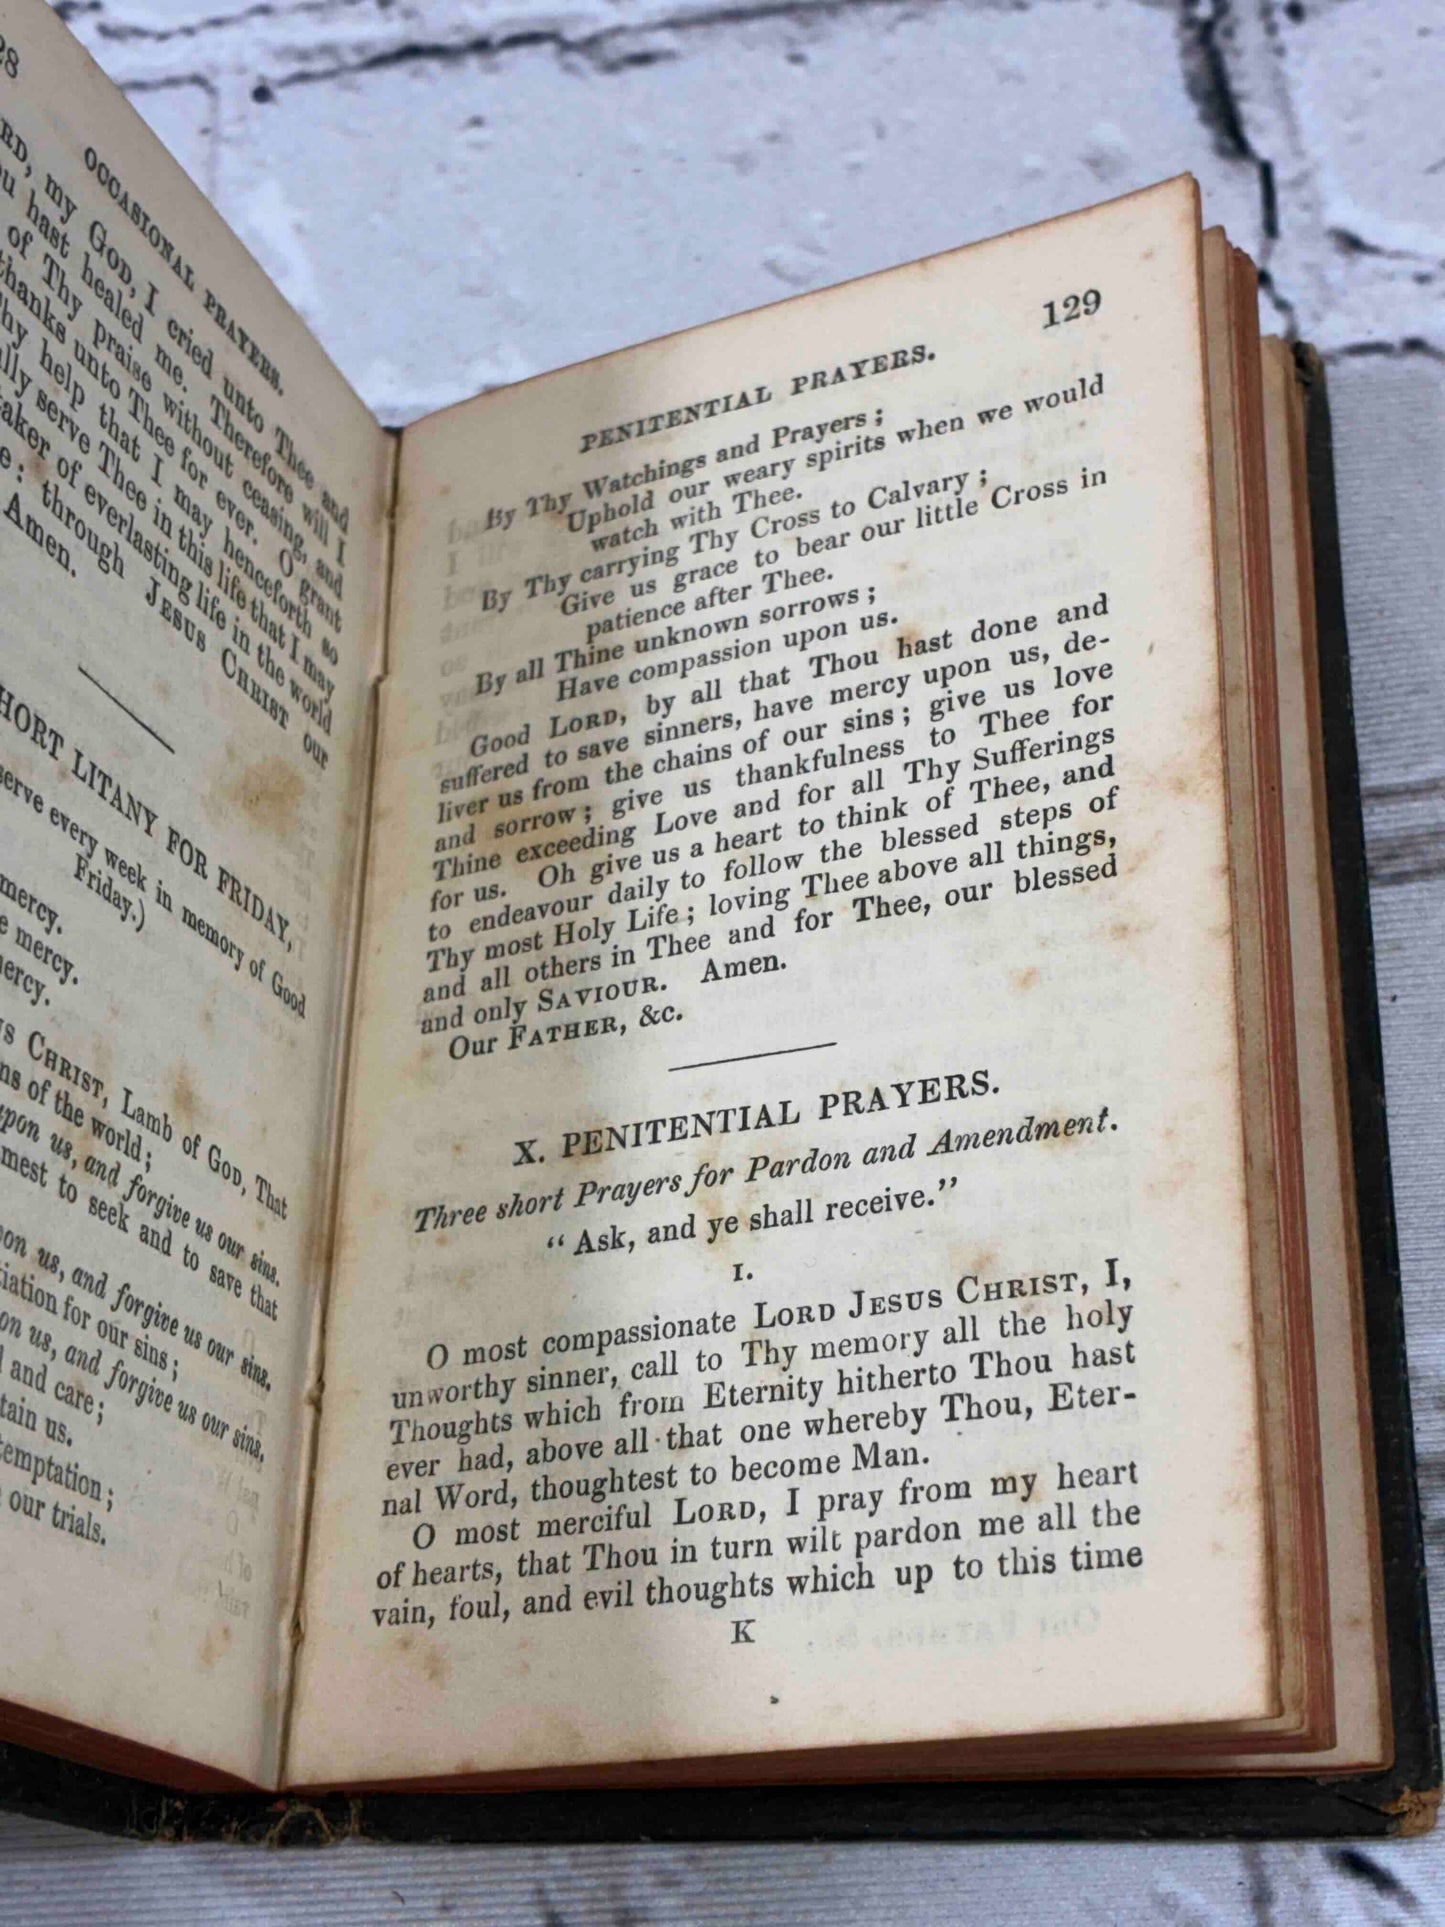 28
OCCASIONAL PRAYERS.
my GOD, I cried unto Thee and
hast healed me. Therefore will I
of Thy praise without ceasing, and
thanks unto Thee for ever. O grant
help that I may henceforth so
serve Thee in this life that I may
of everlasting life in the world
through JESUS CHRIST our
Amen.
LITANY FOR FRIDAY,
every week in memory of Good
Friday.)
mercy.
mercy.
mercy.
CHRIST, Lamb of GOD, That
of the world;
upon us, and forgive us our sins.
to seek and to save that
us, and forgive us our sins.
for our sins;
us, and forgive us our sins.
and care;
us.
temptation;
our trials.
129
PENITENTIAL PRAYERS.
By Thy Watchings and Prayers;
Uphold our weary spirits when we would
watch with Thee.
By Thy carrying Thy Cross to Calvary;
Give us grace to bear our little Cross in
patience after Thee.
By all Thine unknown sorrows;
Have compassion upon us.
Good LORD, by all that Thou hast done and
suffered to save sinners, have mercy upon us, de-
liver us from the chains of our sins; give us love
and sorrow; give us thankfulness to Thee for
Thine exceeding Love and for all Thy Sufferings
for us. Oh give us a heart to think of Thee, and
to endeavour daily to follow the blessed steps of
Thy most Holy Life; loving Thee above all things,
and all others in Thee and for Thee, our blessed
and only SAVIOUR. Amen.
Our FATHER, &c.
X. PENITENTIAL PRAYERS.
Three short Prayers for Pardon and Amendment.
“Ask, and ye shall receive.”
I.
O most compassionate LORD JESUS CHRIST, I,
unworthy sinner, call to Thy memory all the holy
Thoughts which from Eternity hitherto Thou hast
ever had, above all that one whereby Thou, Eter-
nal Word, thoughtest to become Man.
O most merciful LORD, I pray from my heart
of hearts, that Thou in turn wilt pardon me all the
vain, foul, and evil thoughts which up to this time
K